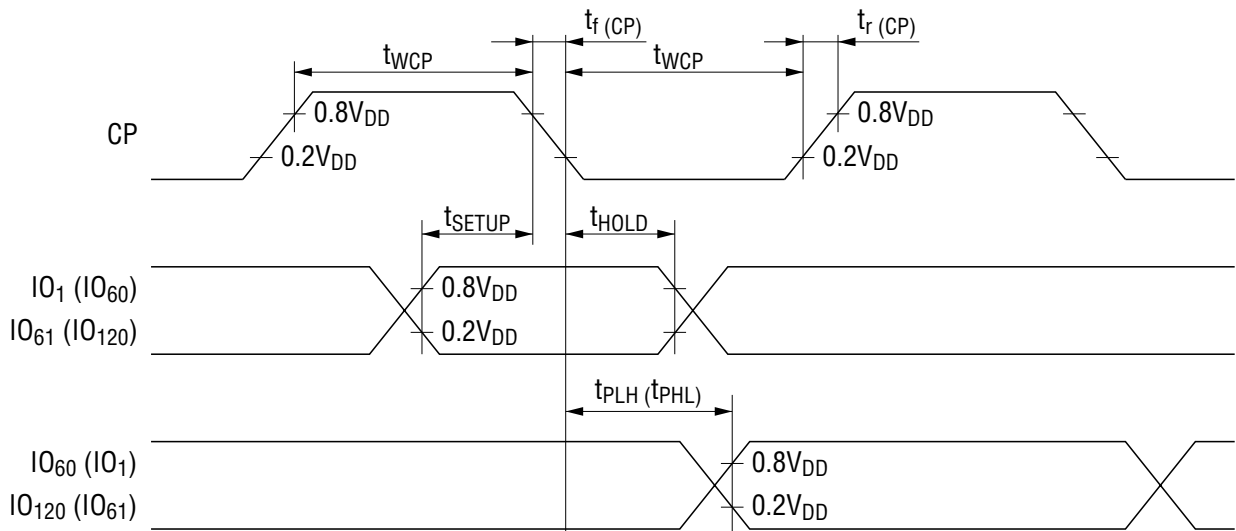 tf (CP)
tr (CP)
tWCP
tWCP
CP
0.8VDD
0.8VDD
0.2VDD
0.2VDD
tSETUP
tHOLD
IO1 (IO60)
0.8VDD
IO61 (IO120)
0.2VDD
tPLH (tPHL)
IO60 (IO1)
0.8VDD
IO120 (IO61)
0.2VDD